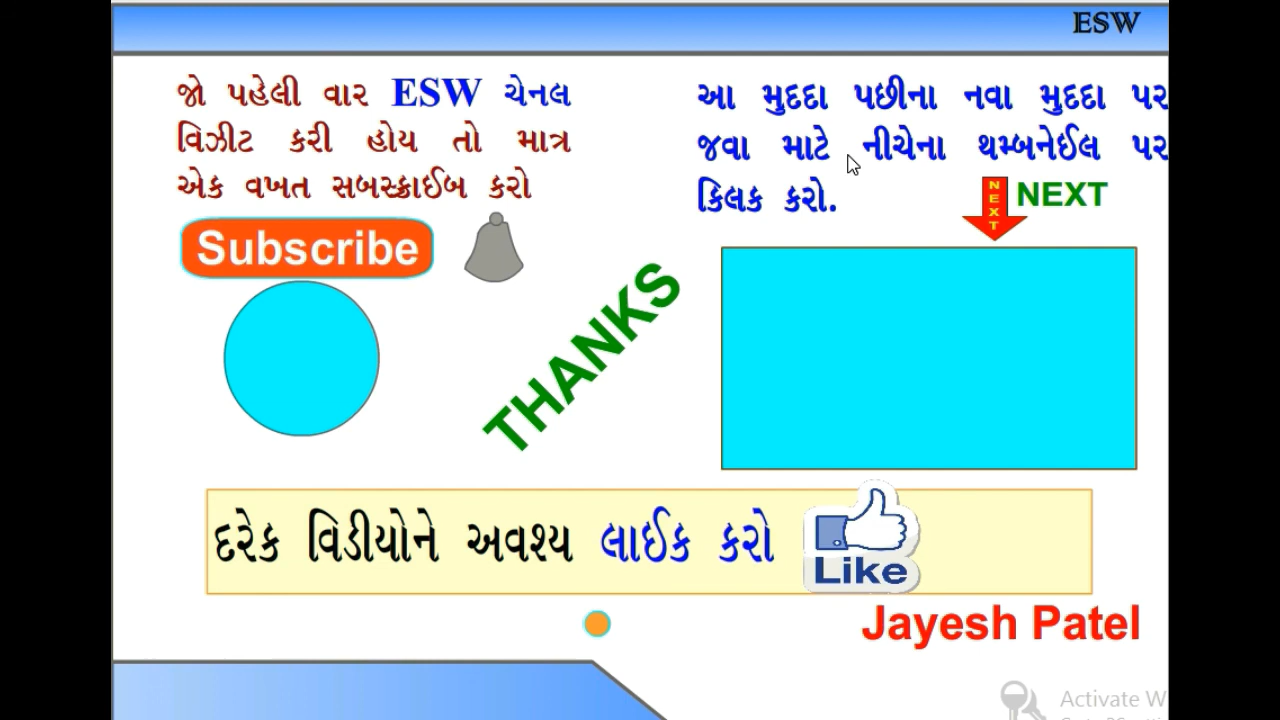 ESW
જો પહેલી વાર ESW ચેનલ
વિઝીટ કરી હોય તો માત્ર
એક વખત સબસ્ક્રાઈબ કરો
Subscribe
આ મુદદા પછીના નવા મુદદા પર
જવા માટે નીચેના થમ્બનેઈલ પર
ક્લિક કરો.
NEXT
NEXT
THANKS
દરેક વિડીયોને અવશ્ય લાઈક કરો
Like
Jayesh Patel
Activate W